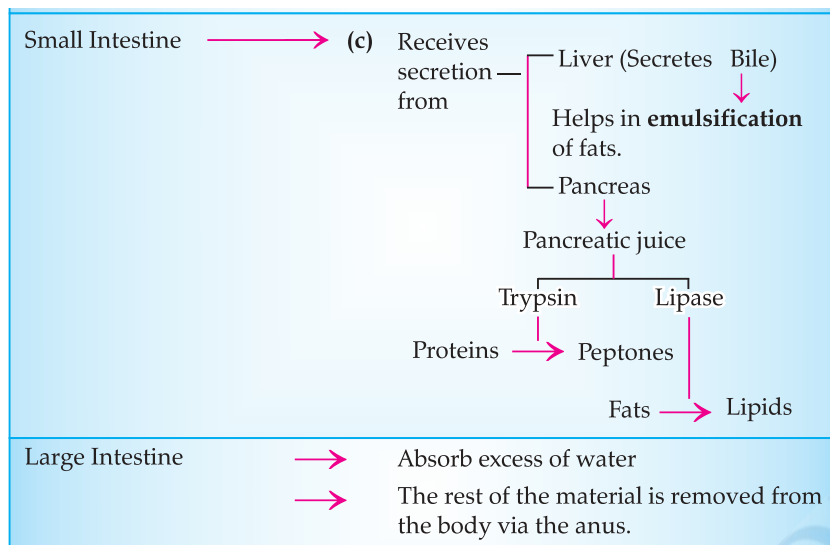 Small Intestine
(c) Receives
secretion
from
Liver (Secretes Bile)
Helps in emulsification
of fats.
Pancreas
Pancreatic juice
Trypsin Lipase
Proteins Peptones
Fats Lipids
Large Intestine
Absorb excess of water
The rest of the material is removed from
the body via the anus.